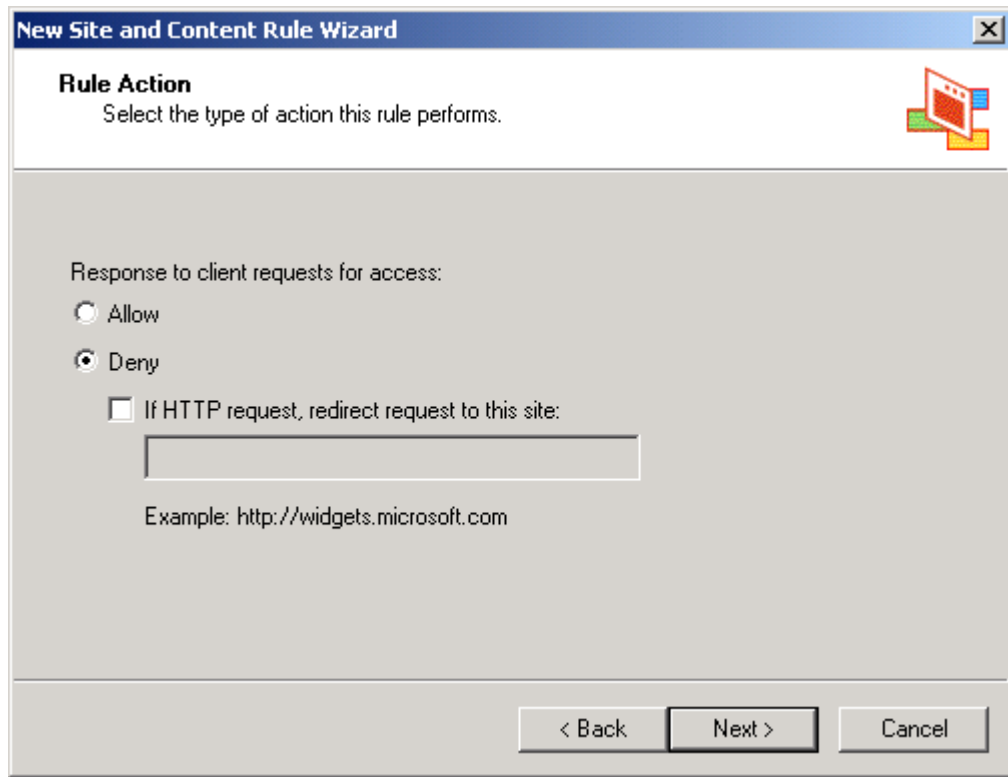 New Site and Content Rule Wizard
Rule Action
Select the type of action this rule performs.
Response to client requests for access:
Allow
Deny
If HTTP request, redirect request to this site:
Example: http://widgets.microsoft.com
< Back Next > Cancel